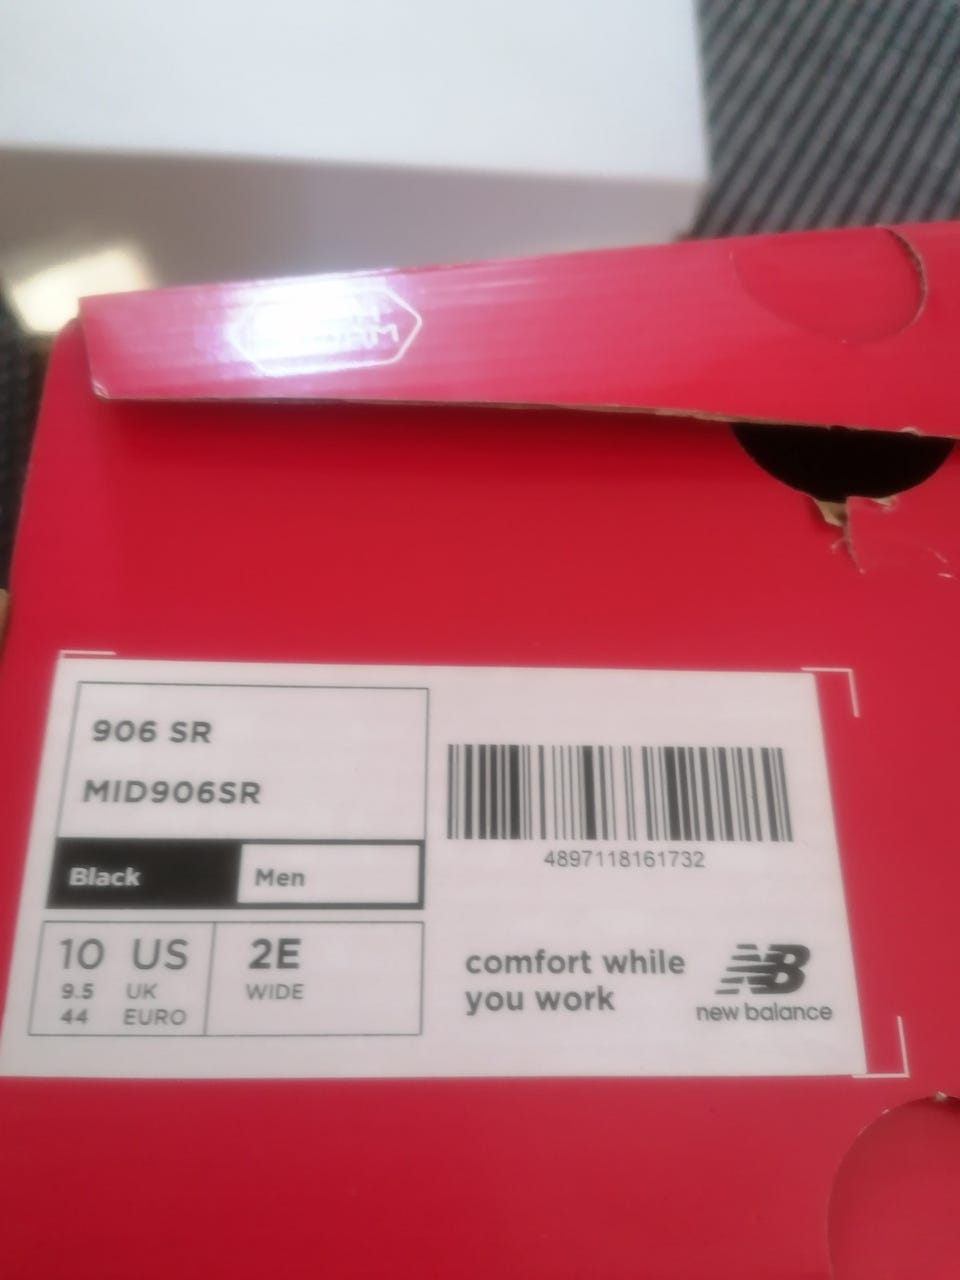 906 SR
MID906SR
Black
Men
10 US
9.5 UK
44 EURO
2E
WIDE
4897118161732
comfort while
you work
NB
new balance